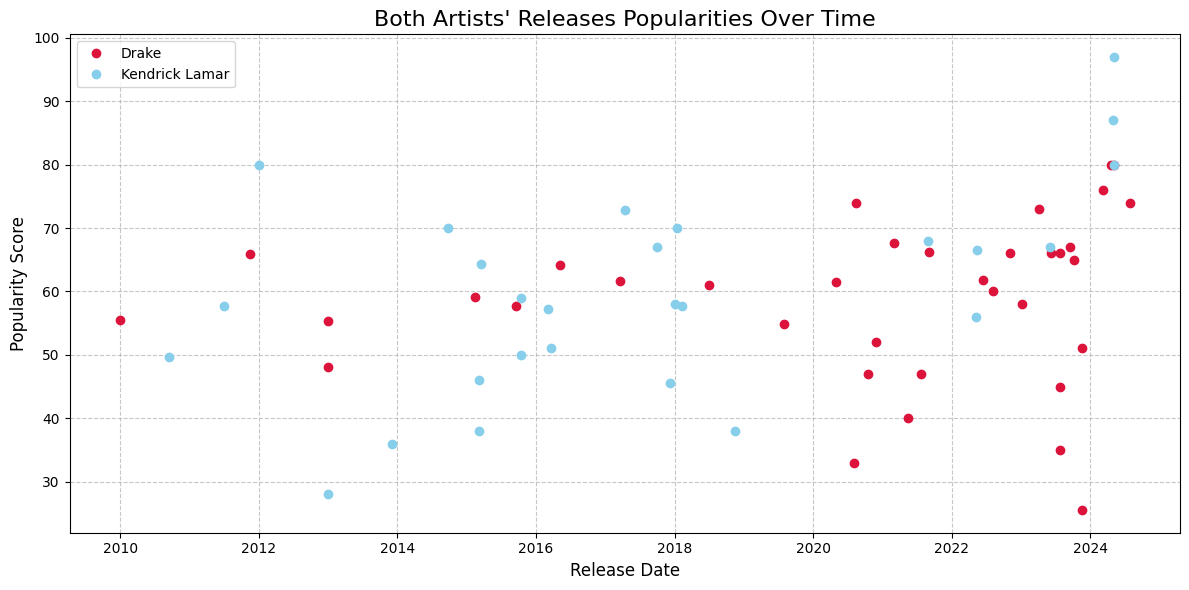 Both Artists' Releases Popularities Over Time
Drake
Kendrick Lamar
Popularity Score
100
90
80
70
60
50
40
30
2010 2012 2014 2016 2018 2020 2022 2024
Release Date